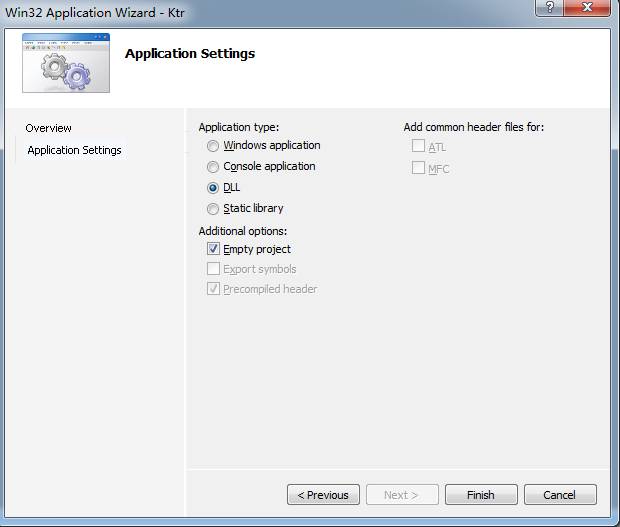 Win32 Application Wizard - Ktr
?
Application Settings
Overview
Application Settings
Application type:
Windows application
Console application
DLL
Static library
Additional options:
Empty project
Export symbols
Precompiled header
Add common header files for:
ATL
MFC
< Previous
Next >
Finish
Cancel